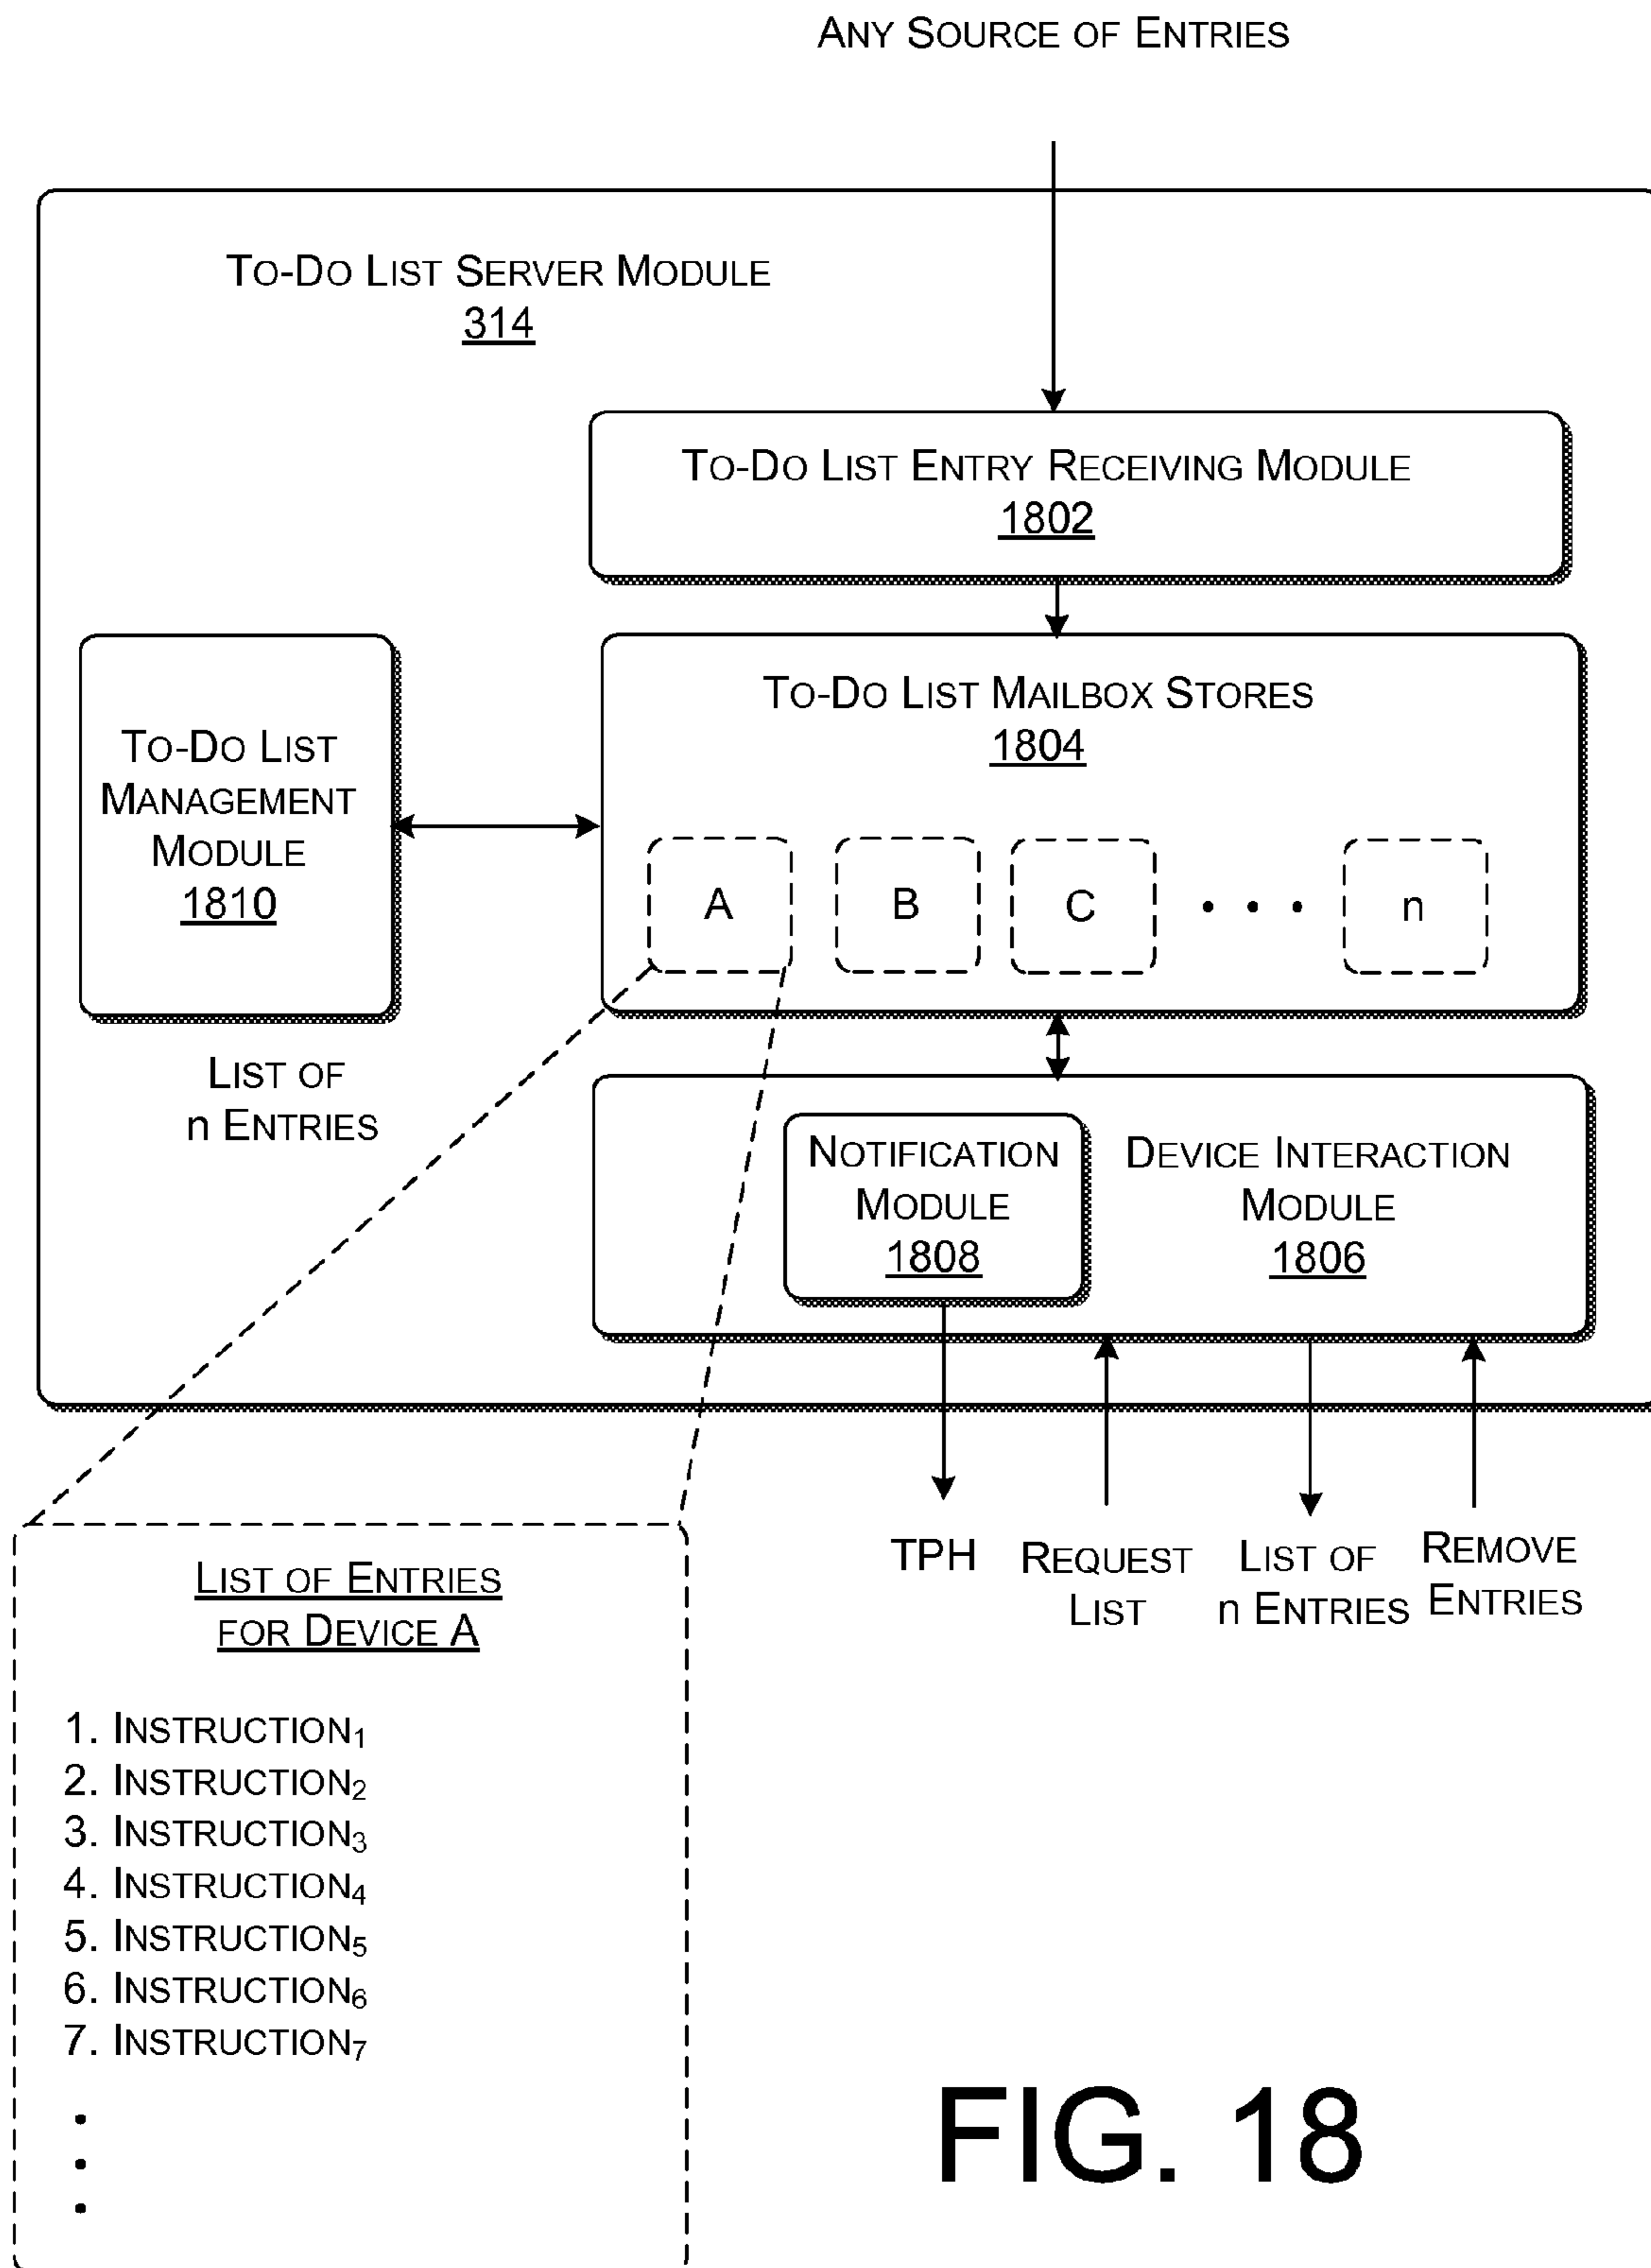 ANY SOURCE OF ENTRIES
TO-DO LIST SERVER MODULE
314
TO-DO LIST ENTRY RECEIVING MODULE
1802
TO-DO LIST MAILBOX STORES
1804
TO-DO LIST
MANAGEMENT
MODULE
1810
A B C • • • n
LIST OF
n ENTRIES
NOTIFICATION
MODULE
1808
DEVICE INTERACTION
MODULE
1806
TPH
REQUEST
LIST
LIST OF
n ENTRIES
REMOVE
ENTRIES
LIST OF ENTRIES
FOR DEVICE A
1. INSTRUCTION₁
2. INSTRUCTION₂
3. INSTRUCTION₃
4. INSTRUCTION₄
5. INSTRUCTION₅
6. INSTRUCTION₆
7. INSTRUCTION₇
FIG. 18